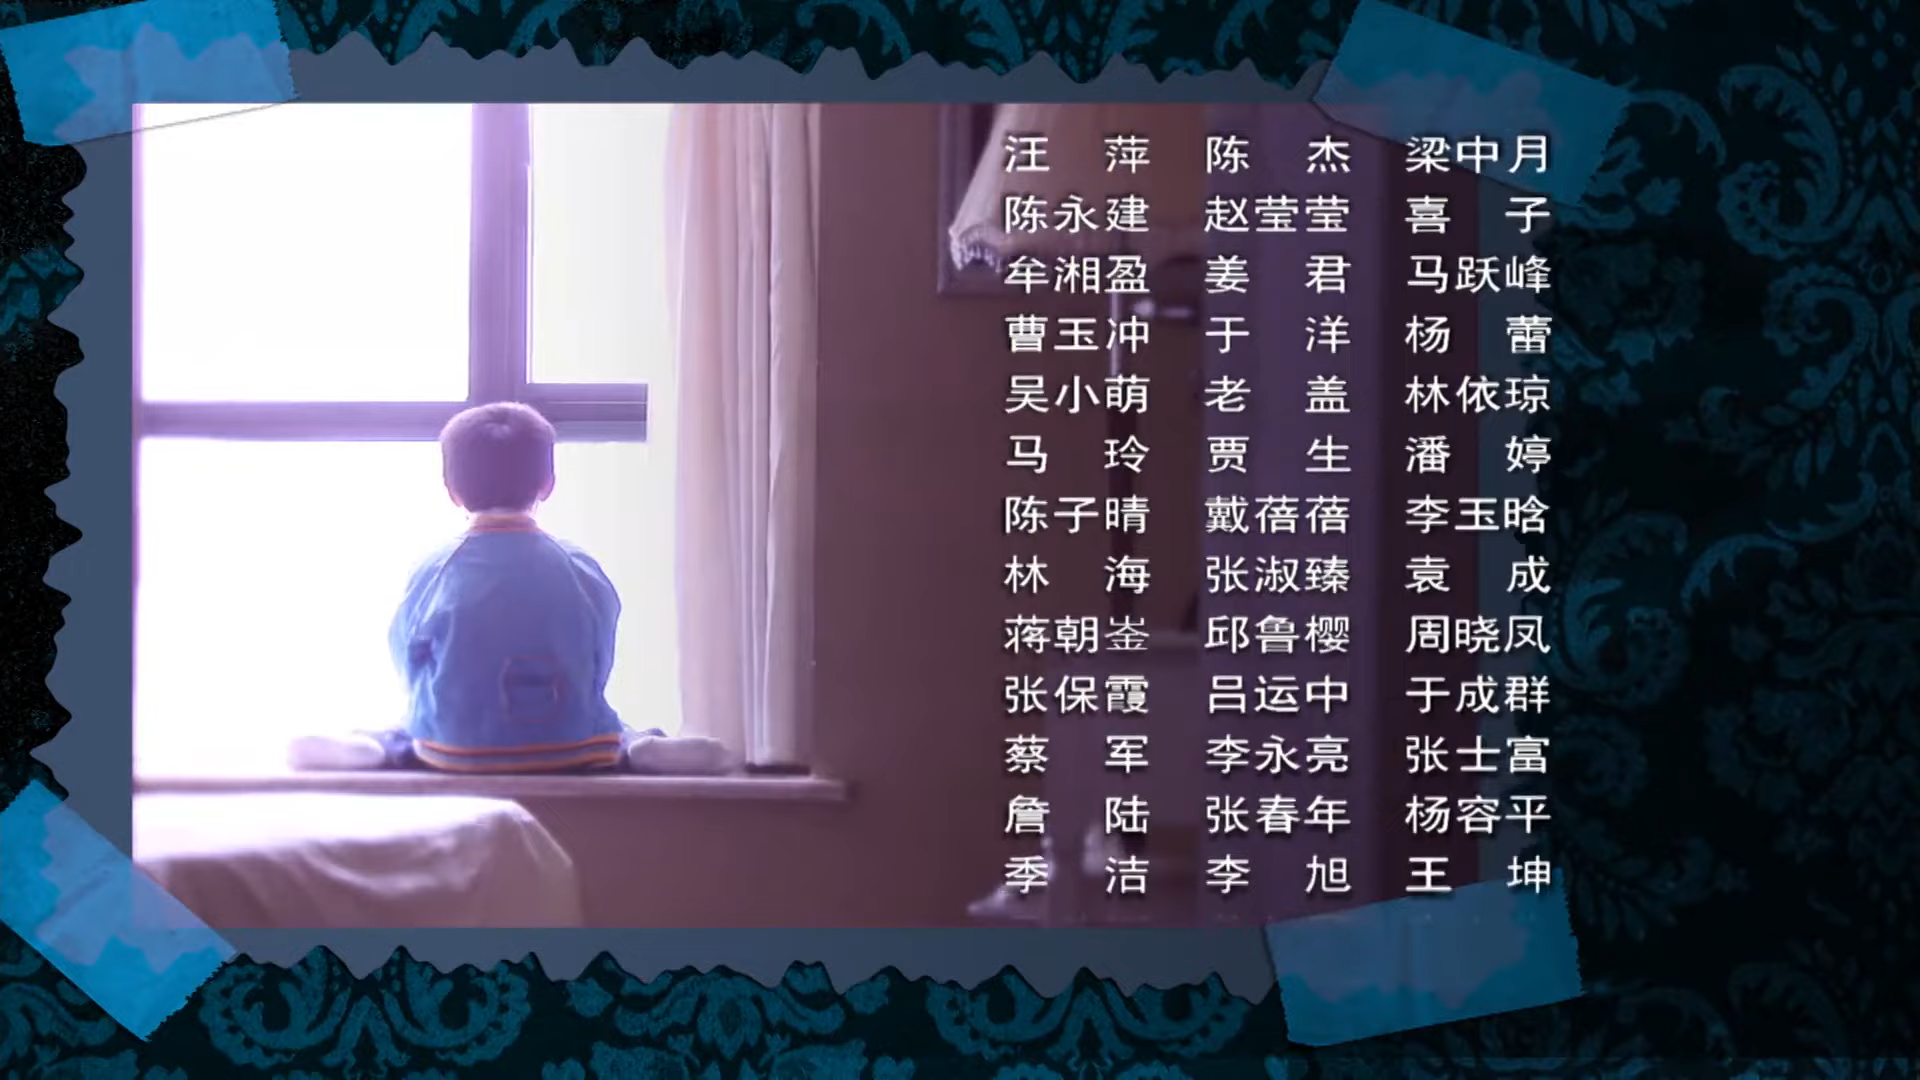 汪萍 陈杰 梁中月
陈永建 赵莹莹 喜子
牟湘盈 姜君 马跃峰
曹玉冲 于洋 杨蕾
吴小萌 老盖 林依琼
马玲 贾生 潘婷
陈子晴 戴蓓蓓 李玉晗
林海 张淑臻 袁成
蒋朝崟 邱鲁樱 周晓凤
张保霞 吕运中 于成群
蔡军 李永亮 张士富
詹陆 张春年 杨容平
季洁 李旭 王坤